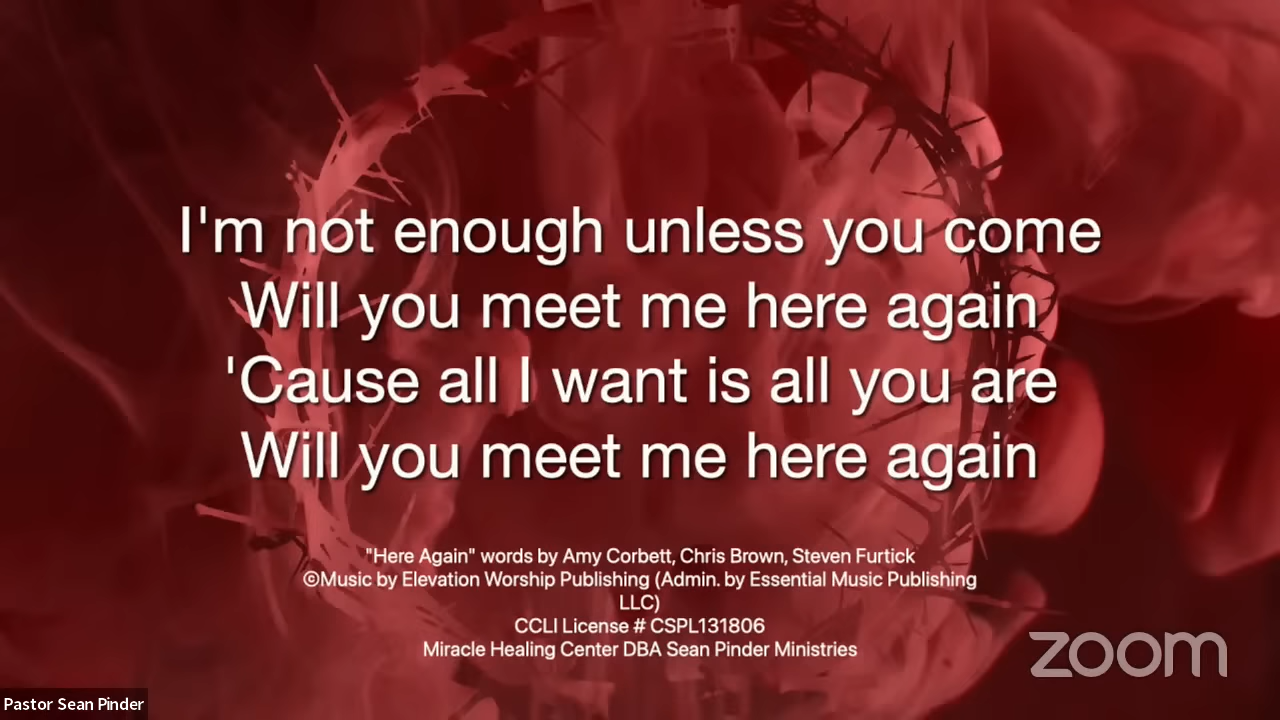 I'm not enough unless you come
Will you meet me here again
'Cause all I want is all you are
Will you meet me here again
"Here Again" words by Amy Corbett, Chris Brown, Steven Furtick
©Music by Elevation Worship Publishing (Admin. by Essential Music Publishing
LLC)
CCLI License # CSPL131806
Miracle Healing Center DBA Sean Pinder Ministries
zoom
Pastor Sean Pinder